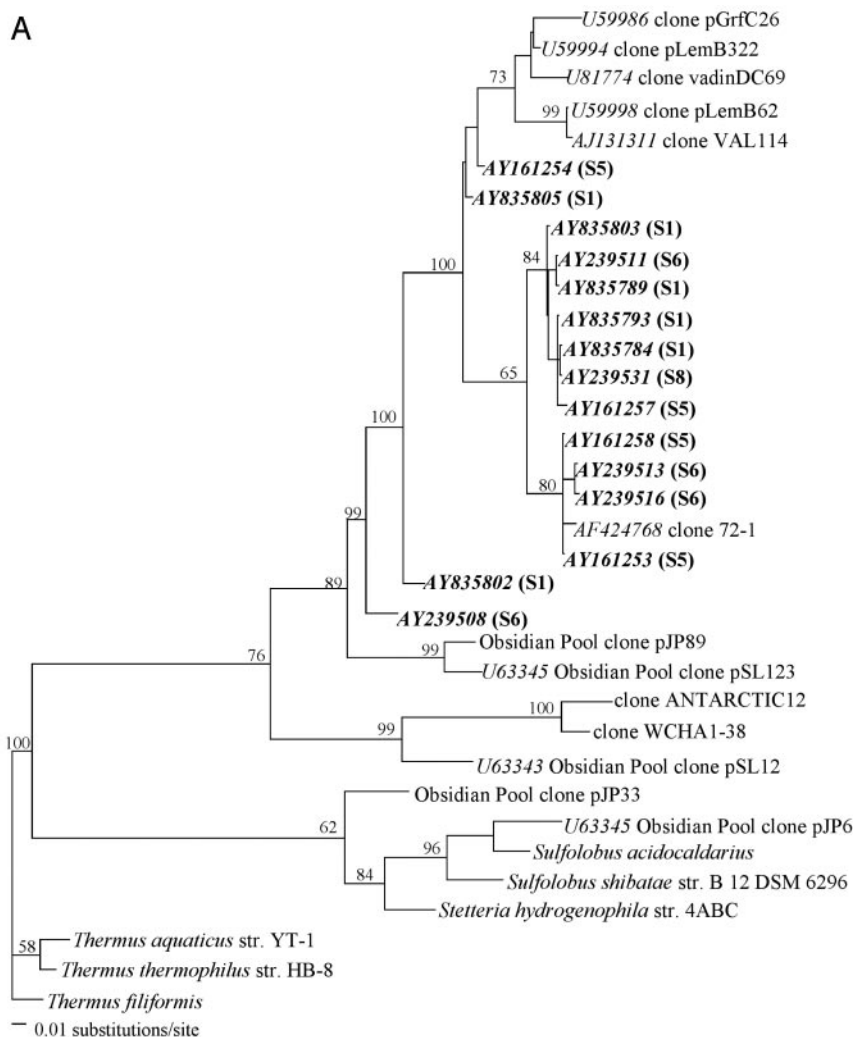 A
U59986 clone pGrfC26
U59994 clone pLemB322
73
U81774 clone vadinDC69
99
U59998 clone pLemB62
AJ131311 clone VAL114
AY161254 (S5)
AY835805 (S1)
AY835803 (S1)
100
84
AY239511 (S6)
AY835789 (S1)
AY835793 (S1)
AY835784 (S1)
65
AY239531 (S8)
AY161257 (S5)
100
AY161258 (S5)
AY239513 (S6)
80
AY239516 (S6)
99
AF424768 clone 72-1
AY161253 (S5)
89
AY835802 (S1)
AY239508 (S6)
Obsidian Pool clone pJP89
76
99
U63345 Obsidian Pool clone pSL123
clone ANTARCTIC12
100
clone WCHA1-38
99
100
U63343 Obsidian Pool clone pSL12
Obsidian Pool clone pJP33
62
U63345 Obsidian Pool clone pJP6
96
Sulfolobus acidocaldarius
84
Sulfolobus shibatae str. B 12 DSM 6296
Stetteria hydrogenophila str. 4ABC
58
Thermus aquaticus str. YT-1
Thermus thermophilus str. HB-8
Thermus filiformis
0.01 substitutions/site